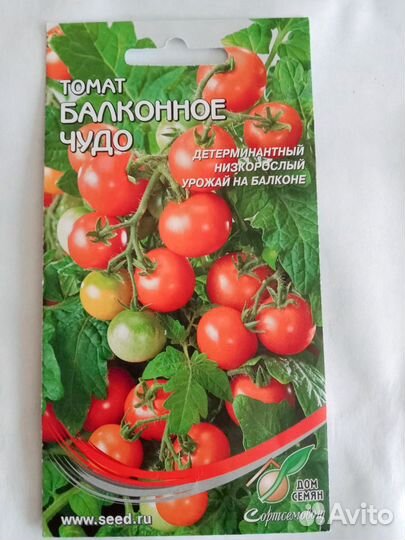 ТОМАТ
БАЛКОННОЕ
ЧУДО
ДЕТЕРМИНАНТНЫЙ
НИЗКОРОСЛЫЙ
УРОЖАЙ НА БАЛКОНЕ
ДОМ
СЕМЯН
Сортсемовощ
www.seed.ru
Avito